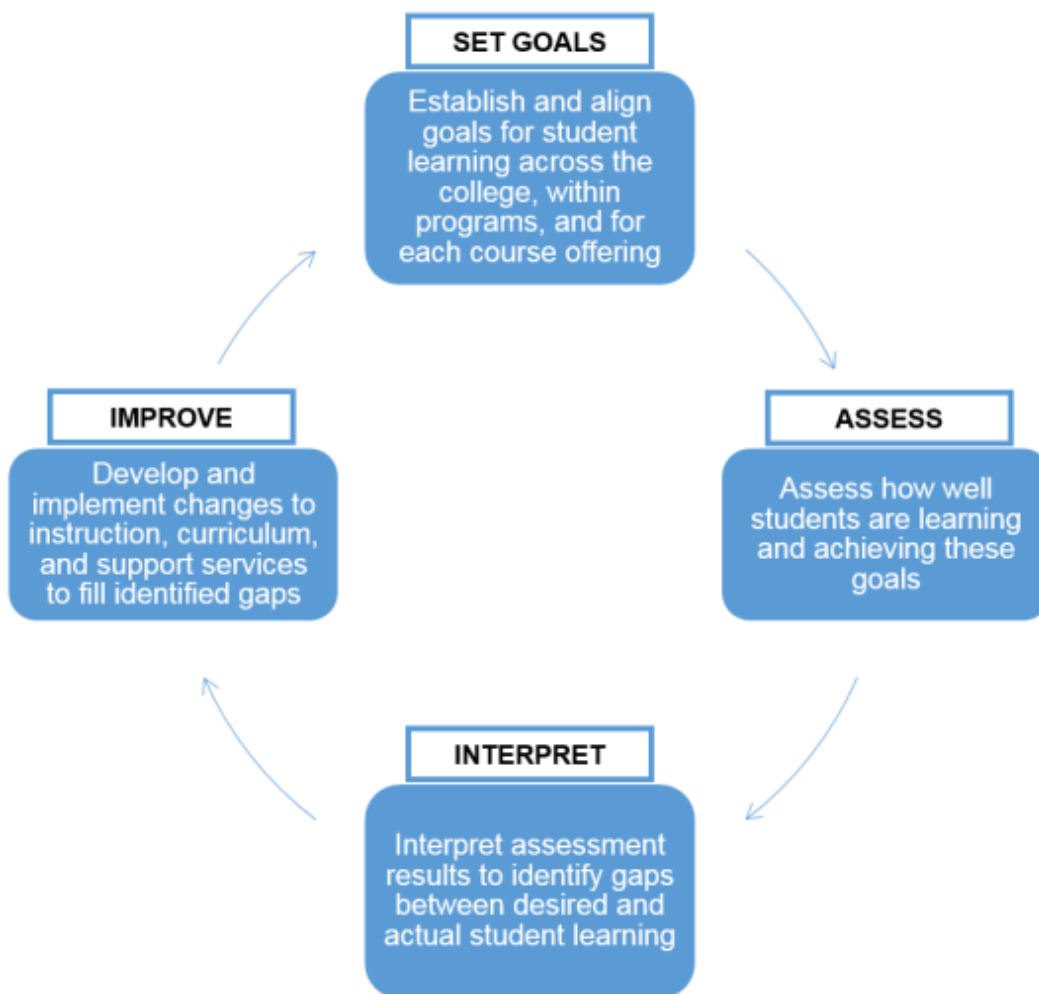 SET GOALS
Establish and align
goals for student
learning across the
college, within
programs, and for
each course offering
ASSESS
Assess how well
students are learning
and achieving these
goals
INTERPRET
Interpret assessment
results to identify gaps
between desired and
actual student learning
IMPROVE
Develop and
implement changes to
instruction, curriculum,
and support services
to fill identified gaps